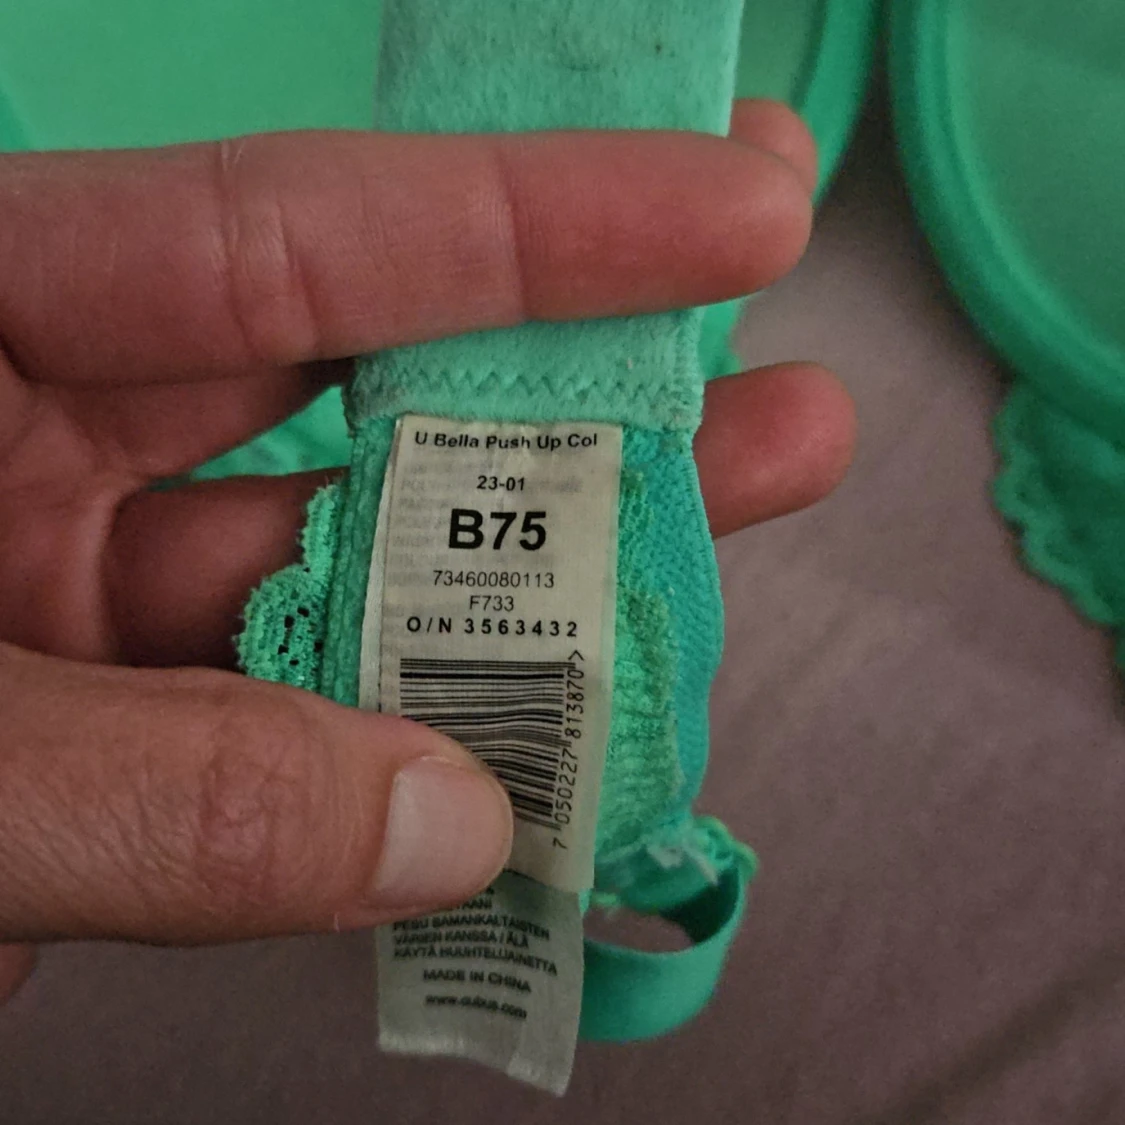 U Bella Push Up Col
23-01
B75
73460080113
F733
O/N 3563432
7 050227 813870 >
PESU SAMANKALTAISTEN
VÄRIEN KANSSA / ÄLÄ
KÄYTÄ HUUHTELUAINETTA
MADE IN CHINA
www.cubus.com